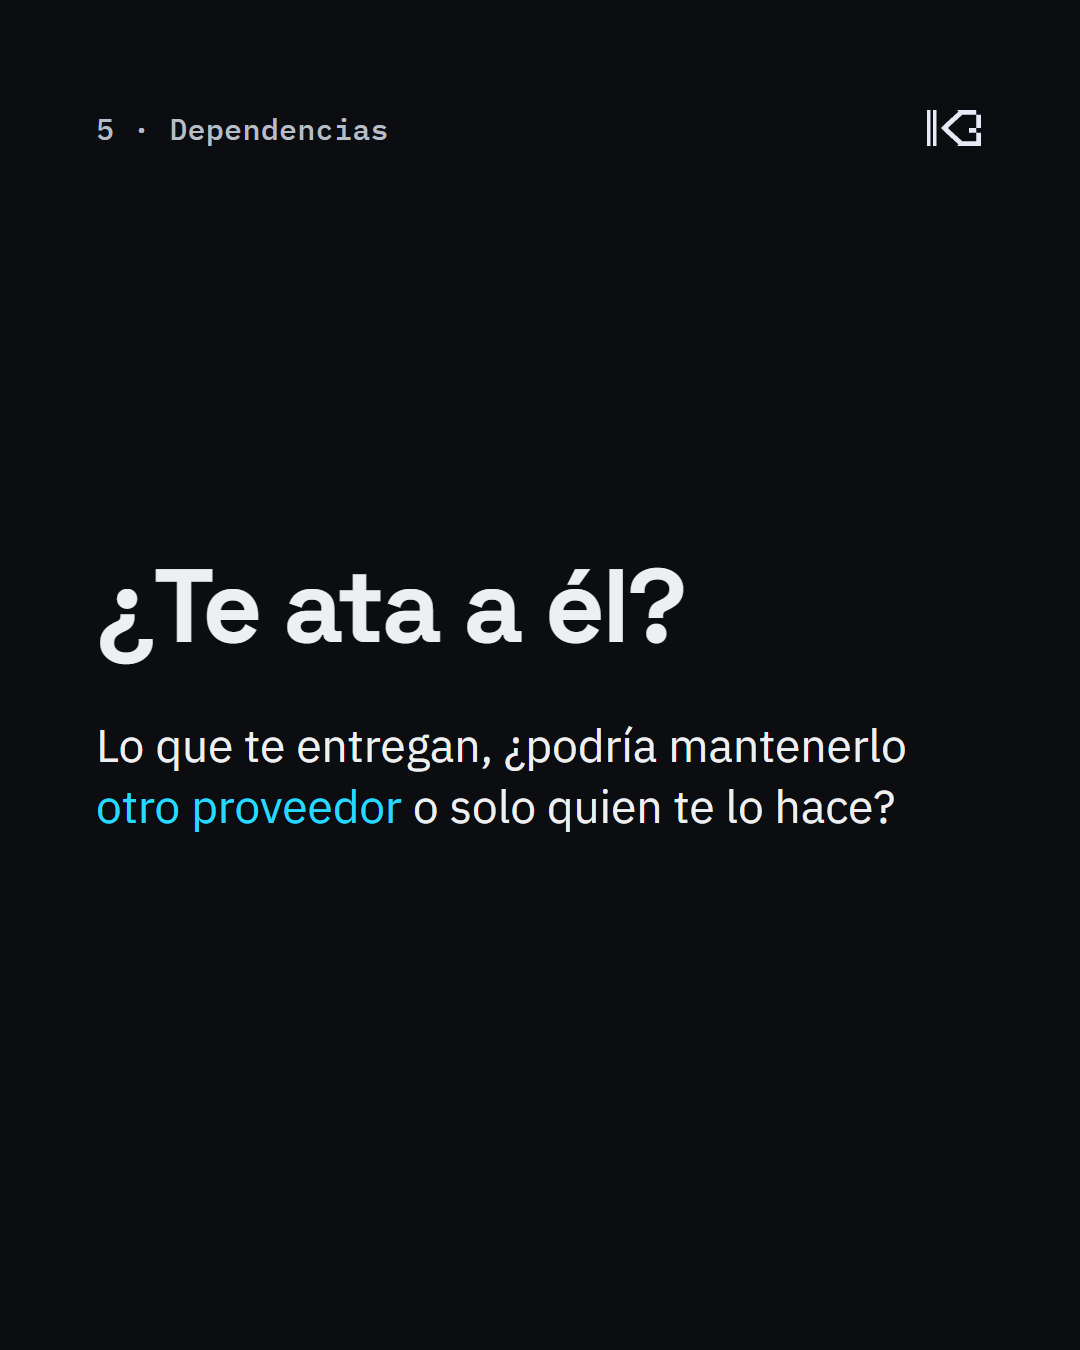 5 · Dependencias
¿Te ata a él?
Lo que te entregan, ¿podría mantenerlo
otro proveedor o solo quien te lo hace?